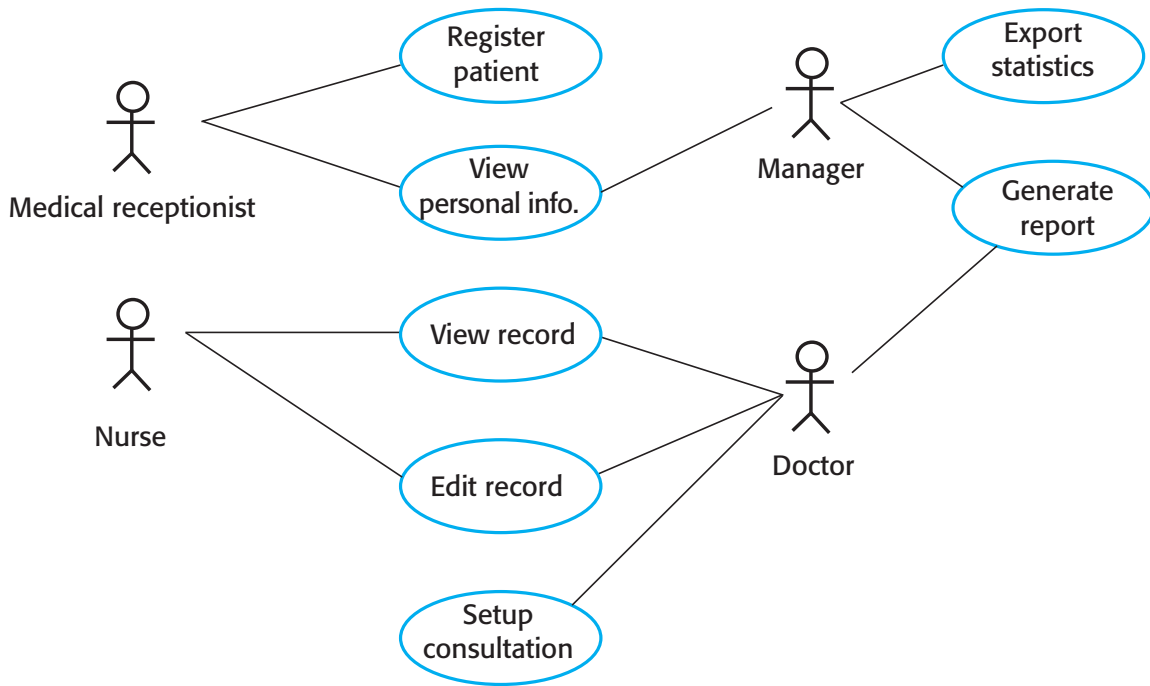 Register
patient
Export
statistics
Medical receptionist
View
personal info.
Manager
Generate
report
View record
Nurse
Edit record
Doctor
Setup
consultation